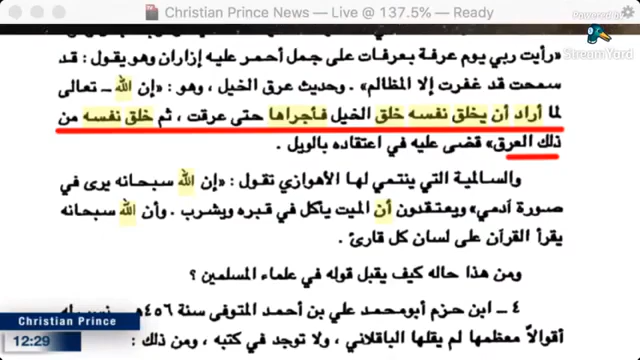 Christian Prince News — Live @ 137.5% — Ready
Powered by
StreamYard
«رأيت ربي يوم عرفة بعرفات على جمل أحمر عليه إزاران وهو يقول : قد
سمحت قد غفرت إلا المظالم» . وحديث عرق الخيل ، وهو : «إن الله ـ تعالى
لما أراد أن يخلق نفسه خلق الخيل فأجراها حتى عرقت ، ثم خلق نفسه من
ذلك العرق» قضى عليه في اعتقاده بالويل .
والسالمية التي ينتمي لها الأهوازي تقول : «إن الله سبحانه يرى في
صورة آدمي» ويعتقدون أن الميت يأكل في قبره ويشرب . وأن الله سبحانه
يقرأ القرآن على لسان كل قارئ .
ومن هذا حاله كيف يقبل قوله في علماء المسلمين ؟
٤ ـ ابن حزم أبومحمد علي بن أحمد المتوفى سنة ٤٥٦هـ
أقوالاً معظمها لم يقلها الباقلاني ، ولا توجد في كتبه ، ومن ذلك :
Christian Prince
12:29